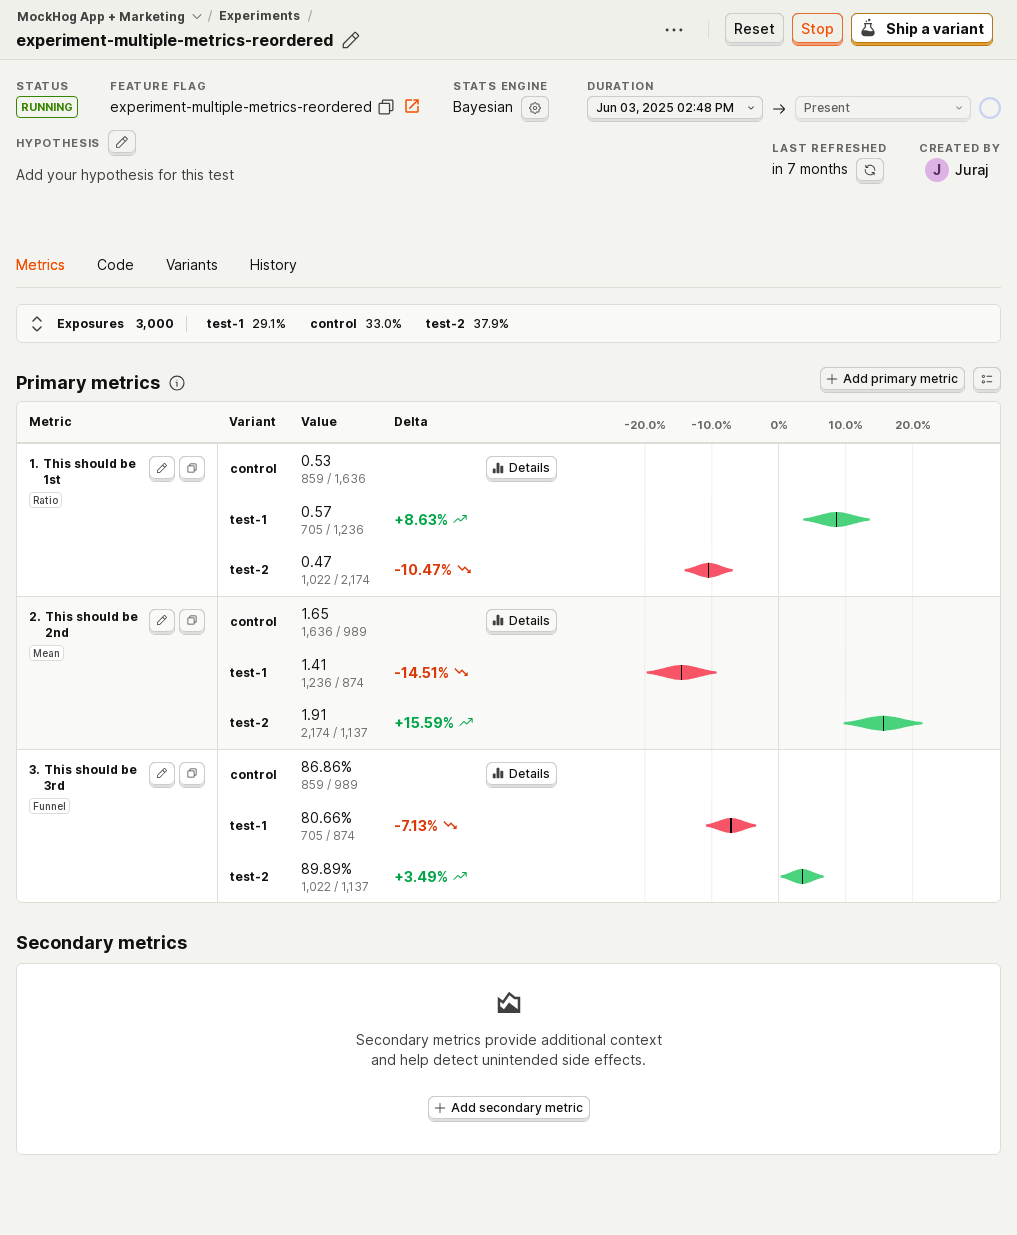 MockHog App + Marketing / Experiments /
experiment-multiple-metrics-reordered
Reset Stop Ship a variant
STATUS FEATURE FLAG STATS ENGINE DURATION
RUNNING experiment-multiple-metrics-reordered Bayesian Jun 03, 2025 02:48 PM → Present
HYPOTHESIS
Add your hypothesis for this test
LAST REFRESHED CREATED BY
in 7 months J Juraj
Metrics Code Variants History
Exposures 3,000 test-1 29.1% control 33.0% test-2 37.9%
Primary metrics
Add primary metric
Metric Variant Value Delta -20.0% -10.0% 0% 10.0% 20.0%
1. This should be
1st
Ratio
control 0.53 Details
859 / 1,636
test-1 0.57 +8.63%
705 / 1,236
test-2 0.47 -10.47%
1,022 / 2,174
2. This should be
2nd
Mean
control 1.65 Details
1,636 / 989
test-1 1.41 -14.51%
1,236 / 874
test-2 1.91 +15.59%
2,174 / 1,137
3. This should be
3rd
Funnel
control 86.86% Details
859 / 989
test-1 80.66% -7.13%
705 / 874
test-2 89.89% +3.49%
1,022 / 1,137
Secondary metrics
Secondary metrics provide additional context
and help detect unintended side effects.
Add secondary metric